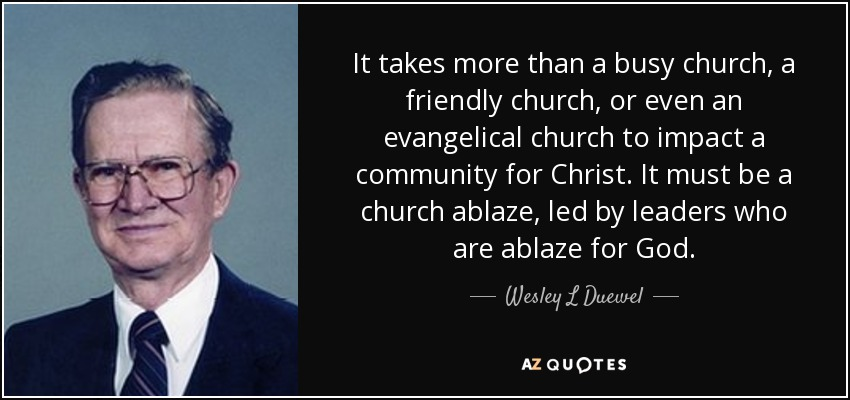 It takes more than a busy church, a
friendly church, or even an
evangelical church to impact a
community for Christ. It must be a
church ablaze, led by leaders who
are ablaze for God.
Wesley L Duewel
AZ QUOTES